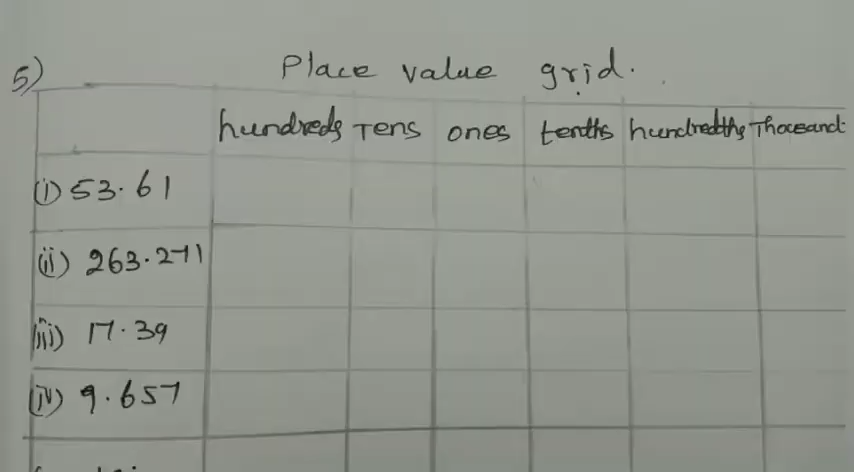 5) Place value grid.
hundreds Tens ones tenths hundredths Thousand
(i) 53.61
(ii) 263.271
(iii) 17.39
(iv) 9.657